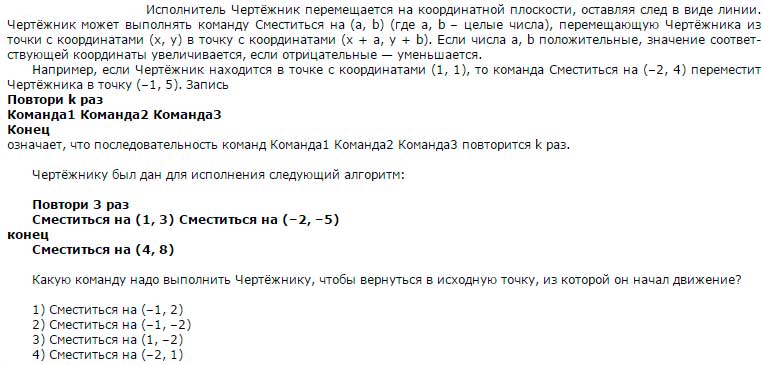 Исполнитель Чертёжник перемещается на координатной плоскости, оставляя след в виде линии.
Чертёжник может выполнять команду Сместиться на (a, b) (где a, b – целые числа), перемещающую Чертёжника из
точки с координатами (x, y) в точку с координатами (x + a, y + b). Если числа a, b положительные, значение соответ-
ствующей координаты увеличивается, если отрицательные — уменьшается.
Например, если Чертёжник находится в точке с координатами (1, 1), то команда Сместиться на (–2, 4) переместит
Чертёжника в точку (–1, 5). Запись
Повтори k раз
Команда1 Команда2 Команда3
Конец
означает, что последовательность команд Команда1 Команда2 Команда3 повторится k раз.
Чертёжнику был дан для исполнения следующий алгоритм:
Повтори 3 раз
Сместиться на (1, 3) Сместиться на (–2, –5)
конец
Сместиться на (4, 8)
Какую команду надо выполнить Чертёжнику, чтобы вернуться в исходную точку, из которой он начал движение?
1) Сместиться на (–1, 2)
2) Сместиться на (–1, –2)
3) Сместиться на (1, –2)
4) Сместиться на (–2, 1)